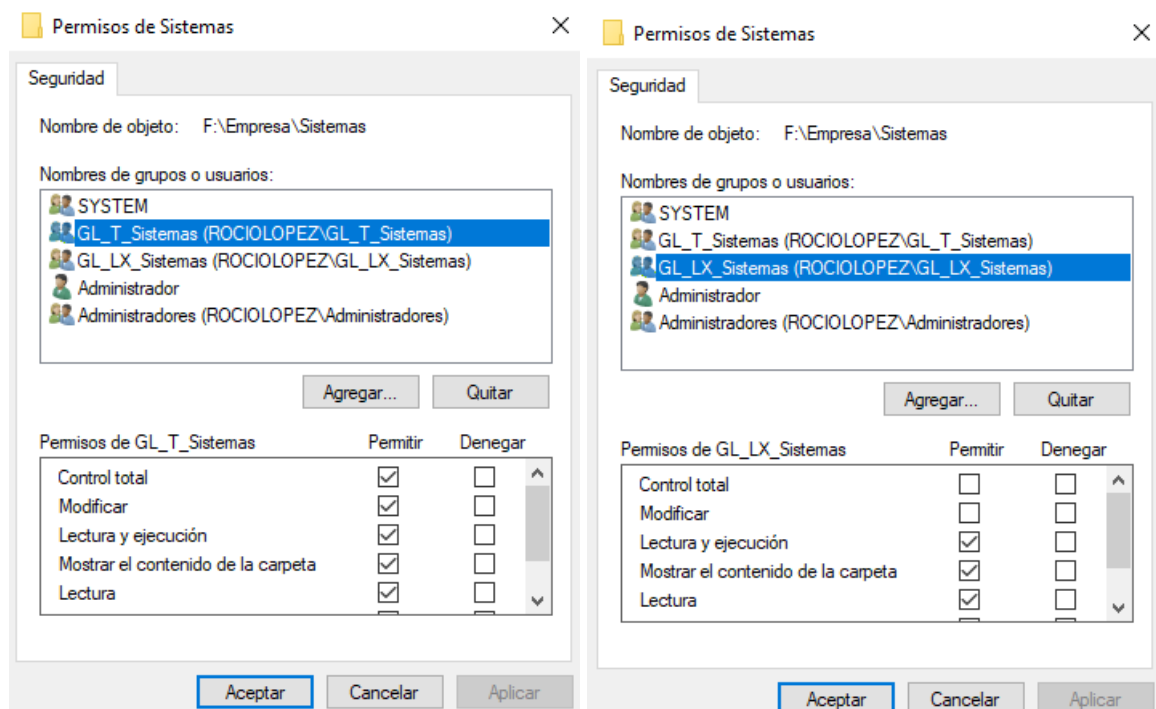 Permisos de Sistemas
Seguridad
Nombre de objeto: F:\Empresa\Sistemas
Nombres de grupos o usuarios:
SYSTEM
GL_T_Sistemas (ROCIOLOPEZ\GL_T_Sistemas)
GL_LX_Sistemas (ROCIOLOPEZ\GL_LX_Sistemas)
Administrador
Administradores (ROCIOLOPEZ\Administradores)
Agregar... Quitar
Permisos de GL_T_Sistemas Permitir Denegar
Control total
Modificar
Lectura y ejecución
Mostrar el contenido de la carpeta
Lectura
Aceptar Cancelar Aplicar
Permisos de Sistemas
Seguridad
Nombre de objeto: F:\Empresa\Sistemas
Nombres de grupos o usuarios:
SYSTEM
GL_T_Sistemas (ROCIOLOPEZ\GL_T_Sistemas)
GL_LX_Sistemas (ROCIOLOPEZ\GL_LX_Sistemas)
Administrador
Administradores (ROCIOLOPEZ\Administradores)
Agregar... Quitar
Permisos de GL_LX_Sistemas Permitir Denegar
Control total
Modificar
Lectura y ejecución
Mostrar el contenido de la carpeta
Lectura
Aceptar Cancelar Aplicar